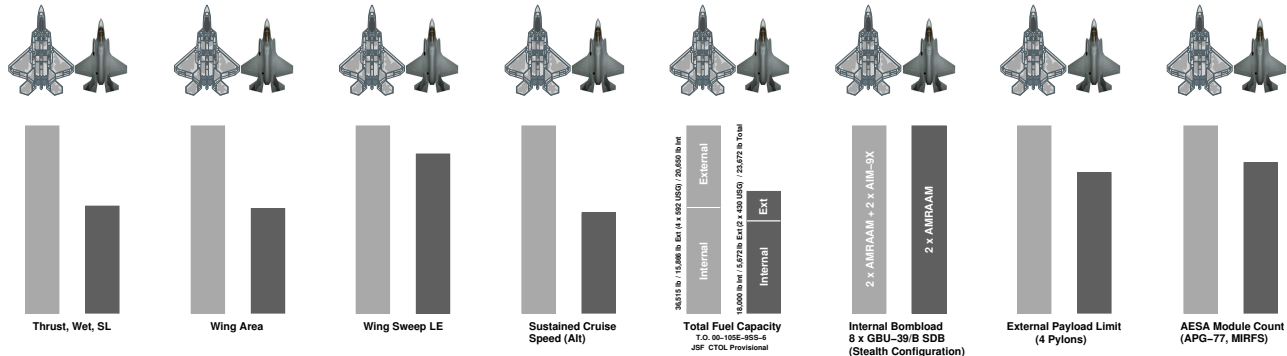 36,515 lb / 15,866 lb Ext (4 x 592 USG) / 20,650 lb Int
External
Internal
18,000 lb Int / 5,672 lb Ext (2 x 430 USG) / 23,672 lb Total
Ext
Internal
2 x AMRAAM + 2 x AIM−9X
2 x AMRAAM
Thrust, Wet, SL
Wing Area
Wing Sweep LE
Sustained Cruise
Speed (Alt)
Total Fuel Capacity
T.O. 00−105E−9SS−6
JSF CTOL Provisional
Internal Bombload
8 x GBU−39/B SDB
(Stealth Configuration)
External Payload Limit
(4 Pylons)
AESA Module Count
(APG−77, MIRFS)